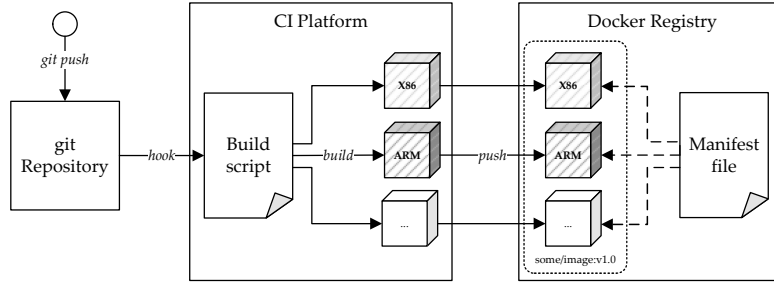 CI Platform
Docker Registry
git push
git
Repository
hook
Build
script
build
X86
ARM
...
push
X86
ARM
...
some/image:v1.0
Manifest
file